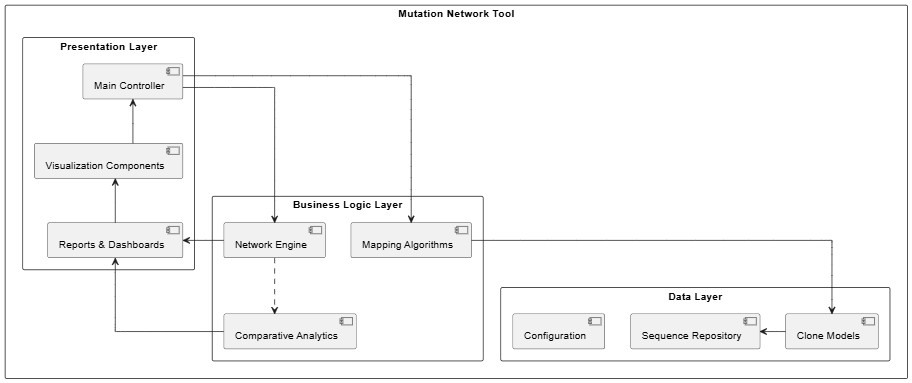 Mutation Network Tool
Presentation Layer
Main Controller
Visualization Components
Reports & Dashboards
Business Logic Layer
Network Engine
Mapping Algorithms
Comparative Analytics
Data Layer
Configuration
Sequence Repository
Clone Models